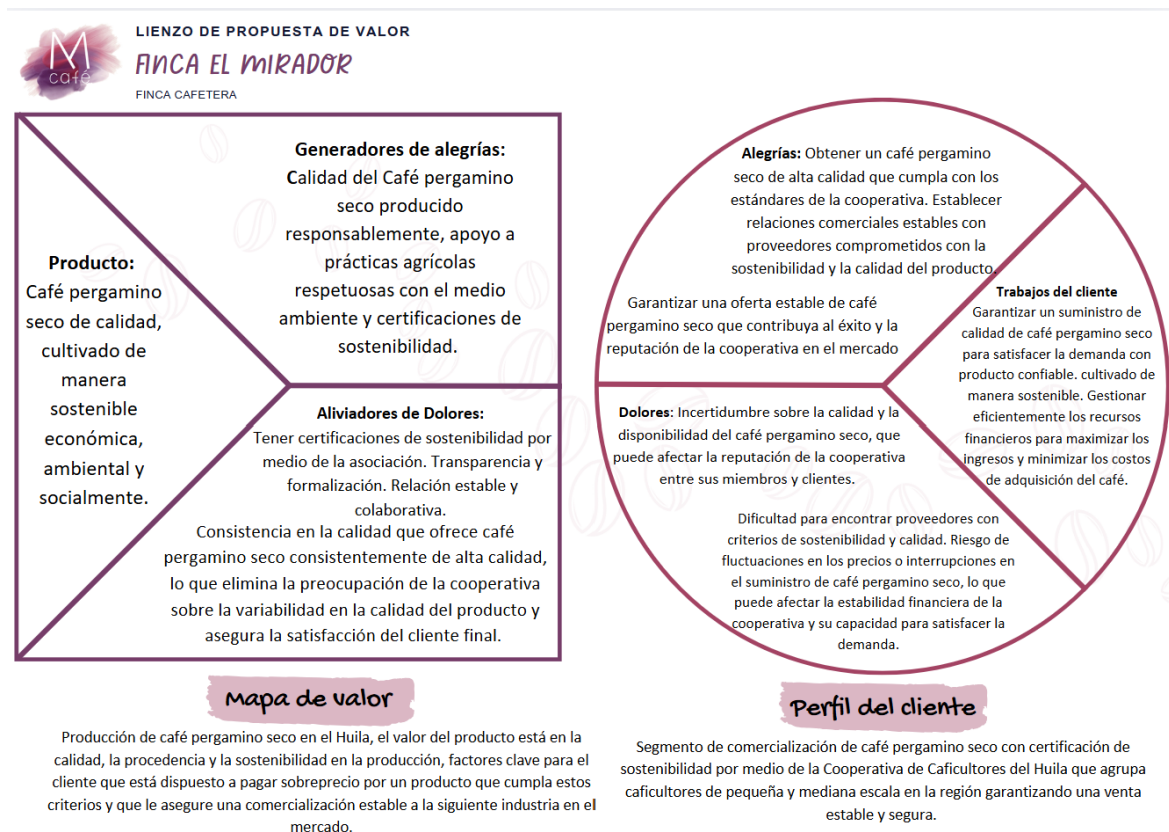 M
café
LIENZO DE PROPUESTA DE VALOR
FINCA EL MIRADOR
FINCA CAFETERA
Producto:
Café pergamino
seco de calidad,
cultivado de
manera
sostenible
económica,
ambiental y
socialmente.
Generadores de alegrías:
Calidad del Café pergamino
seco producido
responsablemente, apoyo a
prácticas agrícolas
respetuosas con el medio
ambiente y certificaciones de
sostenibilidad.
Aliviadores de Dolores:
Tener certificaciones de sostenibilidad por
medio de la asociación. Transparencia y
formalización. Relación estable y
colaborativa.
Consistencia en la calidad que ofrece café
pergamino seco consistentemente de alta calidad,
lo que elimina la preocupación de la cooperativa
sobre la variabilidad en la calidad del producto y
asegura la satisfacción del cliente final.
Mapa de valor
Producción de café pergamino seco en el Huila, el valor del producto está en la
calidad, la procedencia y la sostenibilidad en la producción, factores clave para el
cliente que está dispuesto a pagar sobreprecio por un producto que cumpla estos
criterios y que le asegure una comercialización estable a la siguiente industria en el
mercado.
Alegrías: Obtener un café pergamino
seco de alta calidad que cumpla con los
estándares de la cooperativa. Establecer
relaciones comerciales estables con
proveedores comprometidos con la
sostenibilidad y la calidad del producto.
Garantizar una oferta estable de café
pergamino seco que contribuya al éxito y la
reputación de la cooperativa en el mercado
Trabajos del cliente
Garantizar un suministro de
calidad de café pergamino seco
para satisfacer la demanda con
producto confiable. cultivado de
manera sostenible. Gestionar
eficientemente los recursos
financieros para maximizar los
ingresos y minimizar los costos
de adquisición del café.
Dolores: Incertidumbre sobre la calidad y la
disponibilidad del café pergamino seco, que
puede afectar la reputación de la cooperativa
entre sus miembros y clientes.
Dificultad para encontrar proveedores con
criterios de sostenibilidad y calidad. Riesgo de
fluctuaciones en los precios o interrupciones en
el suministro de café pergamino seco, lo que
puede afectar la estabilidad financiera de la
cooperativa y su capacidad para satisfacer la
demanda.
Perfil del cliente
Segmento de comercialización de café pergamino seco con certificación de
sostenibilidad por medio de la Cooperativa de Caficultores del Huila que agrupa
caficultores de pequeña y mediana escala en la región garantizando una venta
estable y segura.